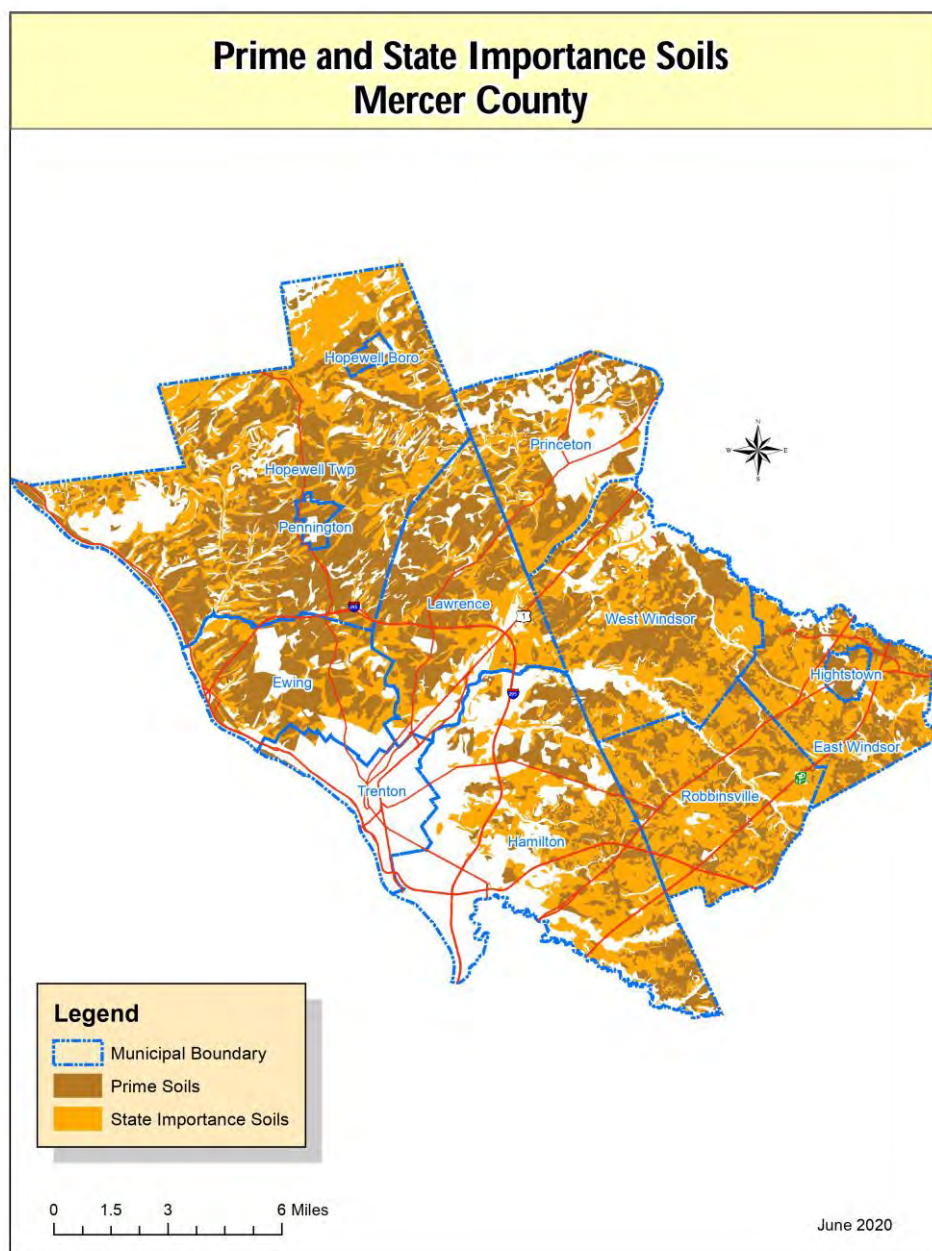 Prime and State Importance Soils
Mercer County
Hopewell Boro
Princeton
N
W
E
S
Hopewell Twp
Pennington
Lawrence
1
West Windsor
Hightstown
Ewing
East Windsor
Trenton
Robbinsville
Hamilton
Legend
Municipal Boundary
Prime Soils
State Importance Soils
0 1.5 3 6 Miles
June 2020